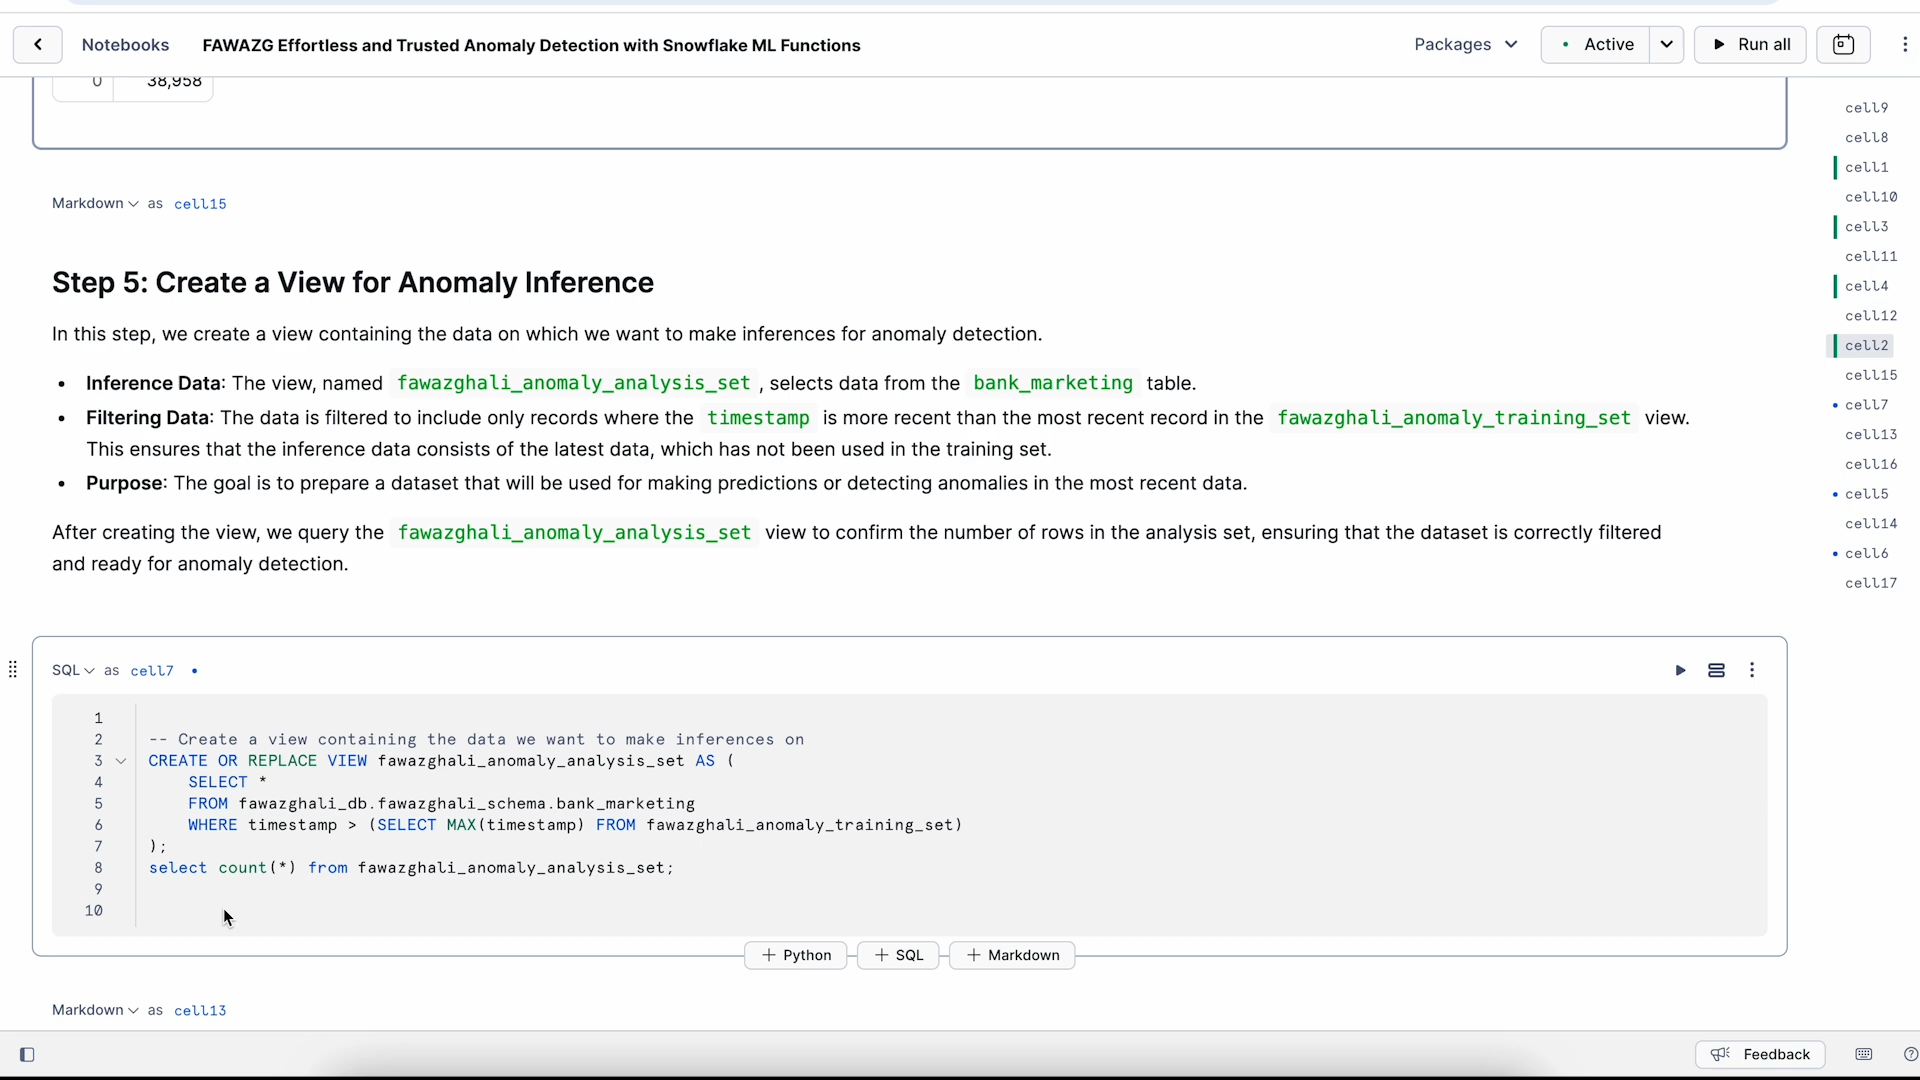 Notebooks FAWAZG Effortless and Trusted Anomaly Detection with Snowflake ML Functions Packages Active Run all
0 38,958
Markdown as cell15
Step 5: Create a View for Anomaly Inference
In this step, we create a view containing the data on which we want to make inferences for anomaly detection.
• Inference Data: The view, named fawazghali_anomaly_analysis_set , selects data from the bank_marketing table.
• Filtering Data: The data is filtered to include only records where the timestamp is more recent than the most recent record in the fawazghali_anomaly_training_set view.
This ensures that the inference data consists of the latest data, which has not been used in the training set.
• Purpose: The goal is to prepare a dataset that will be used for making predictions or detecting anomalies in the most recent data.
After creating the view, we query the fawazghali_anomaly_analysis_set view to confirm the number of rows in the analysis set, ensuring that the dataset is correctly filtered
and ready for anomaly detection.
SQL as cell7
1
2 -- Create a view containing the data we want to make inferences on
3 CREATE OR REPLACE VIEW fawazghali_anomaly_analysis_set AS (
4 SELECT *
5 FROM fawazghali_db.fawazghali_schema.bank_marketing
6 WHERE timestamp > (SELECT MAX(timestamp) FROM fawazghali_anomaly_training_set)
7 );
8 select count(*) from fawazghali_anomaly_analysis_set;
9
10
+ Python + SQL + Markdown
Markdown as cell13
cell9
cell8
cell1
cell10
cell3
cell11
cell4
cell12
cell2
cell15
cell7
cell13
cell16
cell5
cell14
cell6
cell17
Feedback